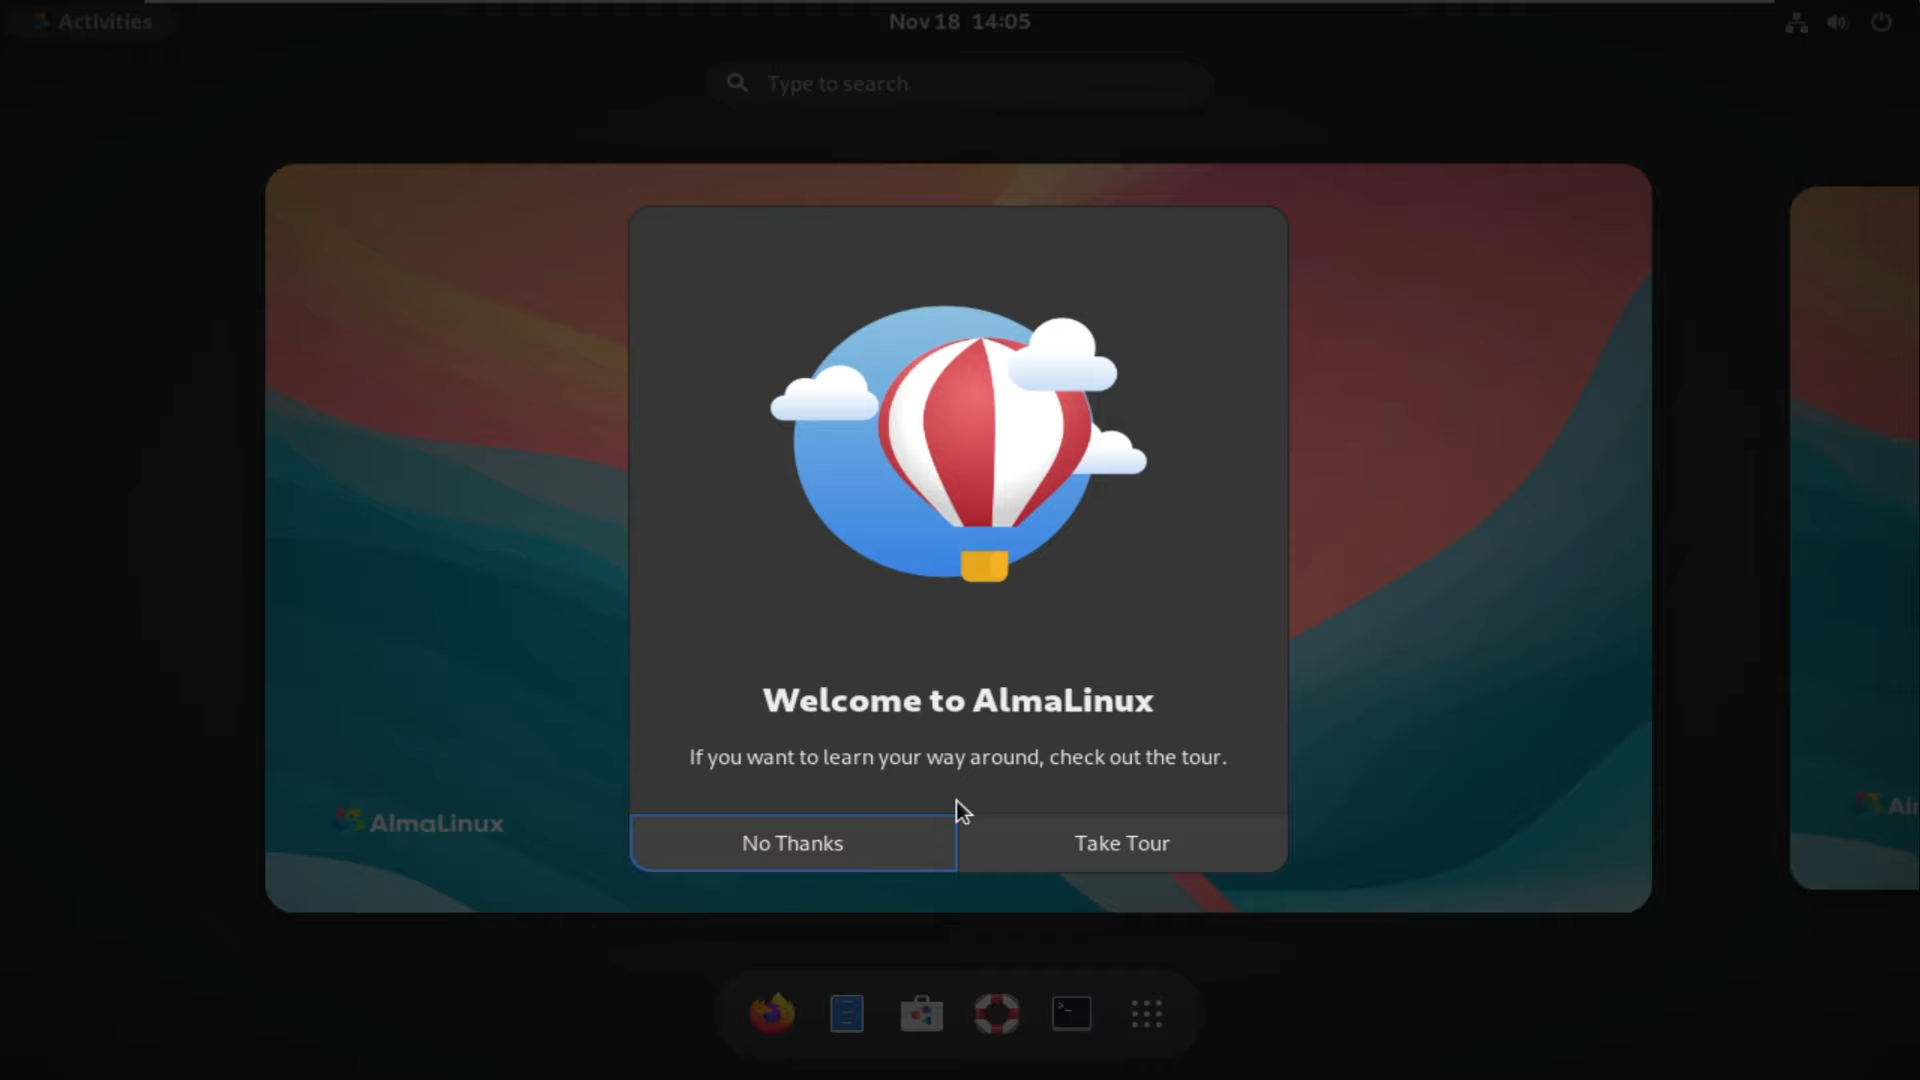 Activities
Nov 18 14:05
Type to search
Welcome to AlmaLinux
If you want to learn your way around, check out the tour.
AlmaLinux
Al
No Thanks
Take Tour
>_